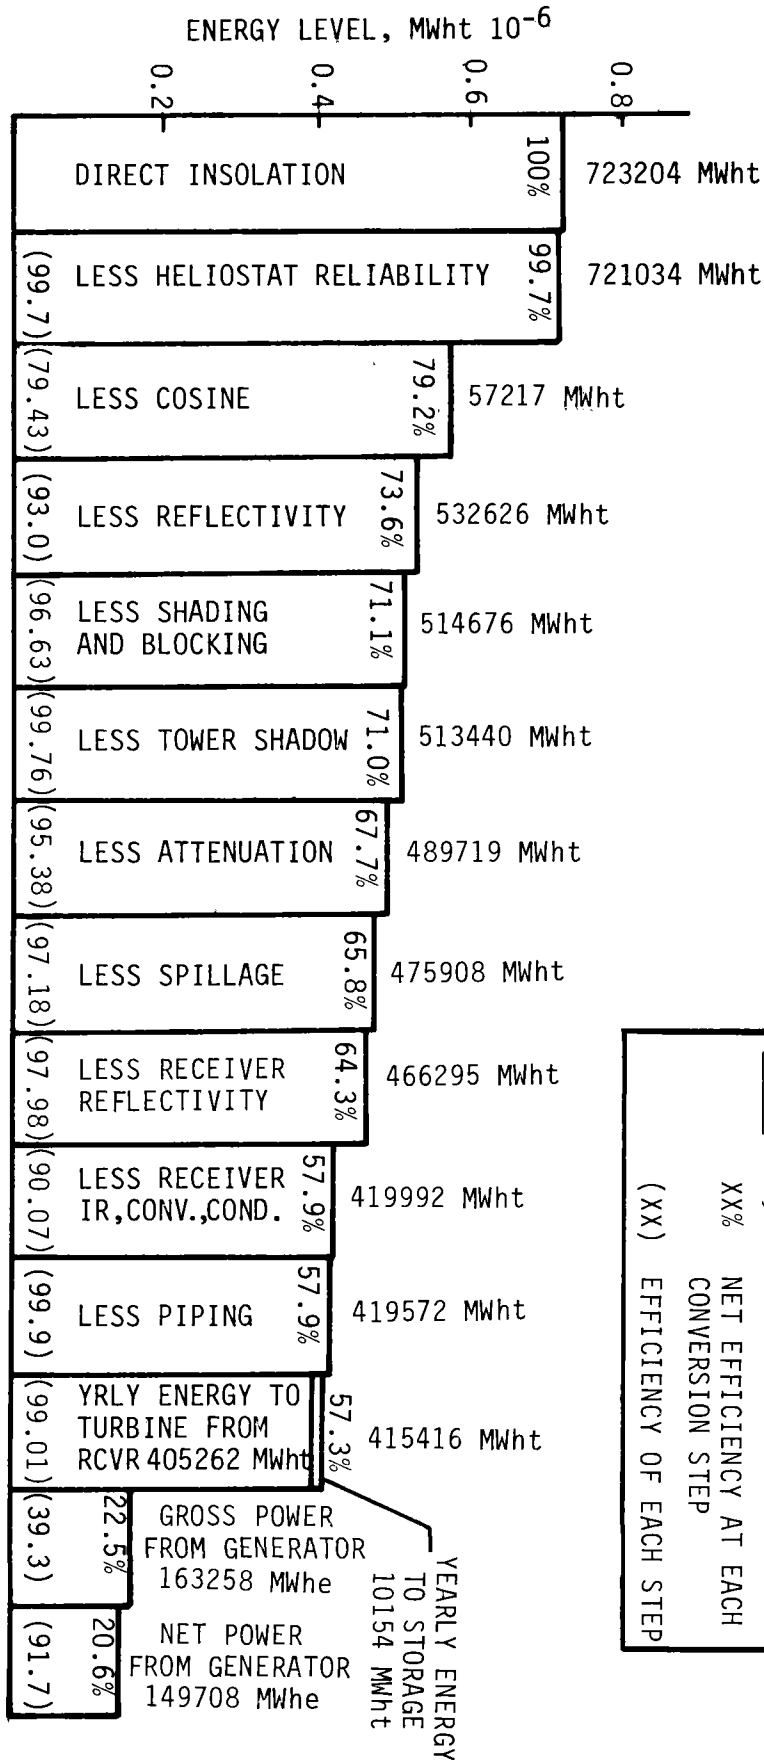 ENERGY LEVEL, MWht 10-6
0.2
0.4
0.6
0.8
DIRECT INSOLATION
100%
723204 MWht
(99.7)
LESS HELIOSTAT RELIABILITY
99.7%
721034 MWht
(79.43)
LESS COSINE
79.2%
57217 MWht
(93.0)
LESS REFLECTIVITY
73.6%
532626 MWht
(96.63)
LESS SHADING
AND BLOCKING
71.1%
514676 MWht
(99.76)
LESS TOWER SHADOW
71.0%
513440 MWht
(95.38)
LESS ATTENUATION
67.7%
489719 MWht
(97.18)
LESS SPILLAGE
65.8%
475908 MWht
(97.98)
LESS RECEIVER
REFLECTIVITY
64.3%
466295 MWht
(90.07)
LESS RECEIVER
IR,CONV.,COND.
57.9%
419992 MWht
(99.9)
LESS PIPING
57.9%
419572 MWht
(99.01)
YRLY ENERGY TO
TURBINE FROM
RCVR 405262 MWht
57.3%
415416 MWht
(39.3)
22.5%
GROSS POWER
FROM GENERATOR
163258 MWhe
(91.7)
20.6%
NET POWER
FROM GENERATOR
149708 MWhe
YEARLY ENERGY
TO STORAGE
10154 MWht
XX% NET EFFICIENCY AT EACH
CONVERSION STEP
(XX) EFFICIENCY OF EACH STEP